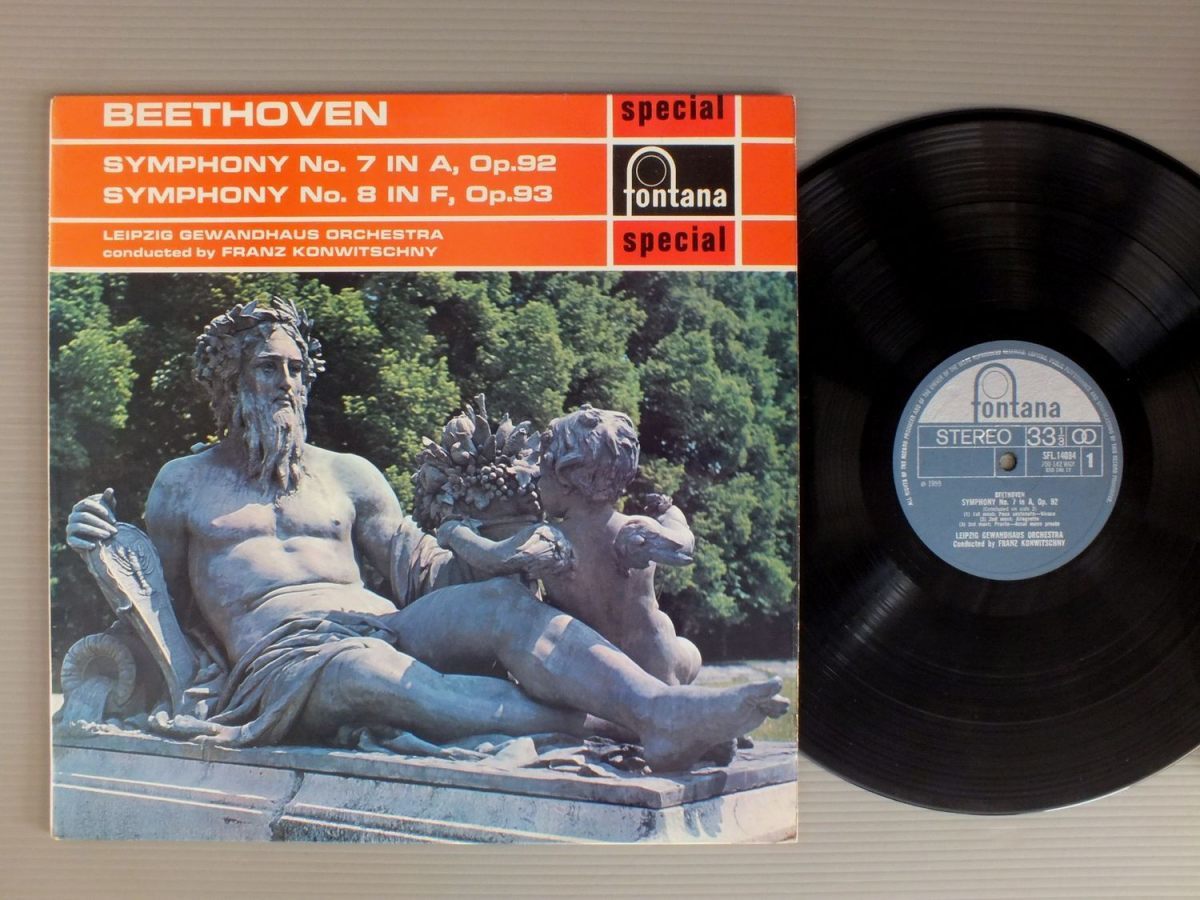 BEETHOVEN
SYMPHONY No. 7 IN A, Op.92
SYMPHONY No. 8 IN F, Op.93
LEIPZIG GEWANDHAUS ORCHESTRA
conducted by FRANZ KONWITSCHNY
special
fontana
special
fontana
STEREO 33 1/3
SFL.14084
1
BEETHOVEN
SYMPHONY No. 7 in A, Op. 92
LEIPZIG GEWANDHAUS ORCHESTRA
Conducted by FRANZ KONWITSCHNY